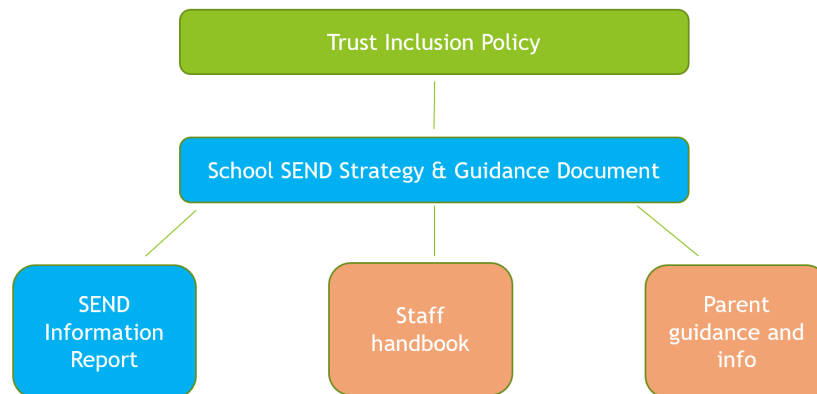 Trust Inclusion Policy
School SEND Strategy & Guidance Document
SEND
Information
Report
Staff
handbook
Parent
guidance and
info